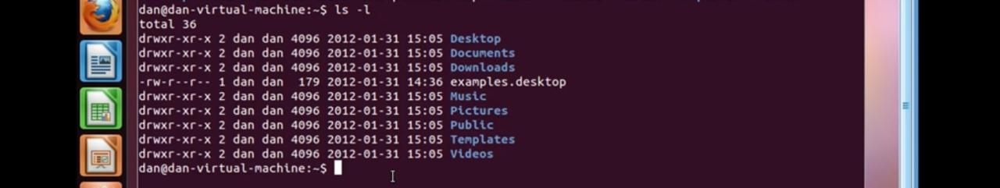 dan@dan-virtual-machine:~$ ls -l
total 36
drwxr-xr-x 2 dan dan 4096 2012-01-31 15:05 Desktop
drwxr-xr-x 2 dan dan 4096 2012-01-31 15:05 Documents
drwxr-xr-x 2 dan dan 4096 2012-01-31 15:05 Downloads
-rw-r--r-- 1 dan dan  179 2012-01-31 14:36 examples.desktop
drwxr-xr-x 2 dan dan 4096 2012-01-31 15:05 Music
drwxr-xr-x 2 dan dan 4096 2012-01-31 15:05 Pictures
drwxr-xr-x 2 dan dan 4096 2012-01-31 15:05 Public
drwxr-xr-x 2 dan dan 4096 2012-01-31 15:05 Templates
drwxr-xr-x 2 dan dan 4096 2012-01-31 15:05 Videos
dan@dan-virtual-machine:~$